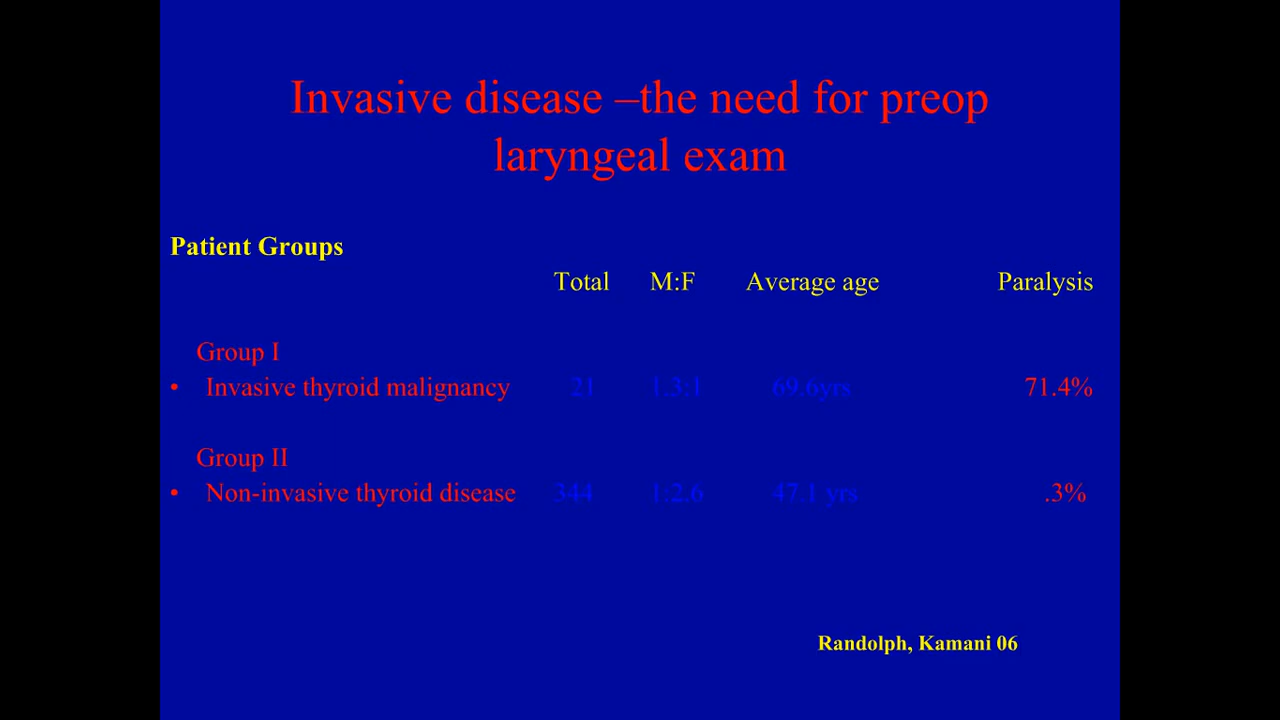 Invasive disease –the need for preop
laryngeal exam
Patient Groups
Total M:F Average age Paralysis
Group I
• Invasive thyroid malignancy 21 1.3:1 69.6yrs 71.4%
Group II
• Non-invasive thyroid disease 344 1:2.6 47.1 yrs .3%
Randolph, Kamani 06